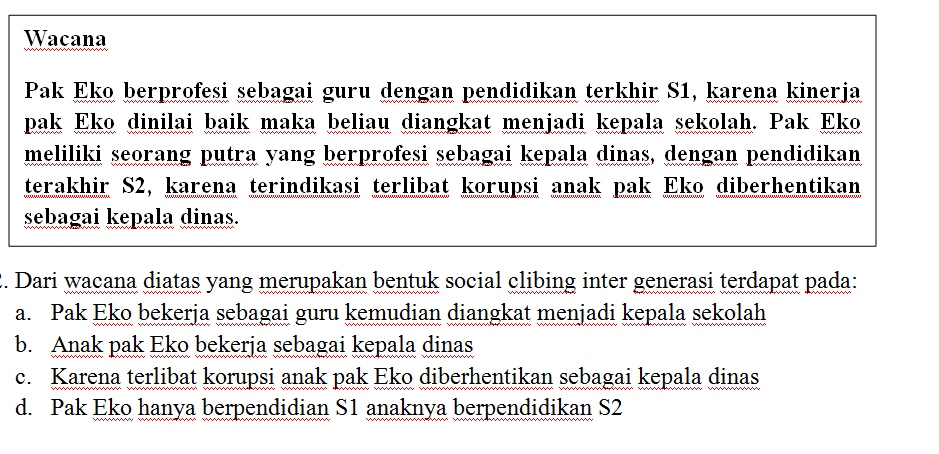 Wacana
Pak Eko berprofesi sebagai guru dengan pendidikan terkhir S1, karena kinerja
pak Eko dinilai baik maka beliau diangkat menjadi kepala sekolah. Pak Eko
meliliki seorang putra yang berprofesi sebagai kepala dinas, dengan pendidikan
terakhir S2, karena terindikasi terlibat korupsi anak pak Eko diberhentikan
sebagai kepala dinas.
. Dari wacana diatas yang merupakan bentuk social clibing inter generasi terdapat pada:
a. Pak Eko bekerja sebagai guru kemudian diangkat menjadi kepala sekolah
b. Anak pak Eko bekerja sebagai kepala dinas
c. Karena terlibat korupsi anak pak Eko diberhentikan sebagai kepala dinas
d. Pak Eko hanya berpendidian S1 anaknya berpendidikan S2